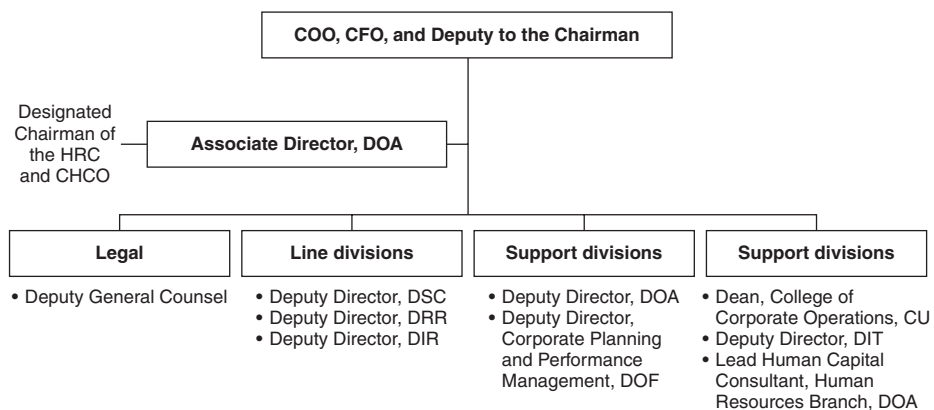 COO, CFO, and Deputy to the Chairman
Designated
Chairman of
the HRC
and CHCO
Associate Director, DOA
Legal
• Deputy General Counsel
Line divisions
• Deputy Director, DSC
• Deputy Director, DRR
• Deputy Director, DIR
Support divisions
• Deputy Director, DOA
• Deputy Director,
Corporate Planning
and Performance
Management, DOF
Support divisions
• Dean, College of
Corporate Operations, CU
• Deputy Director, DIT
• Lead Human Capital
Consultant, Human
Resources Branch, DOA